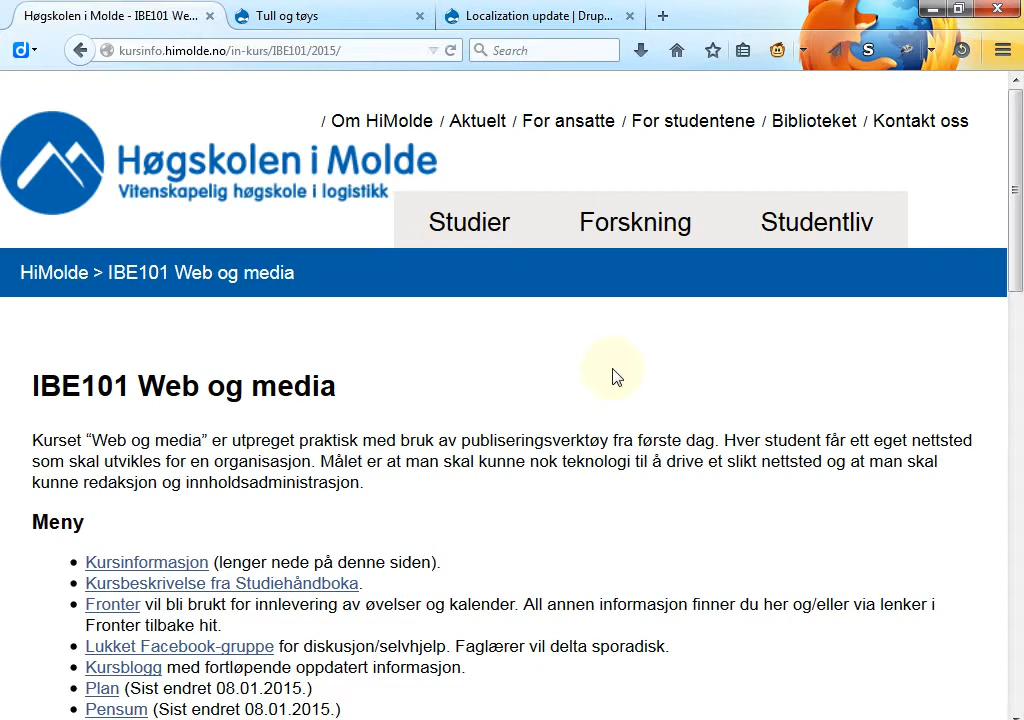 Høgskolen i Molde - IBE101 We... Tull og tøys Localization update | Drup...
kursinfo.himolde.no/in-kurs/IBE101/2015/ Search
/ Om HiMolde / Aktuelt / For ansatte / For studentene / Biblioteket / Kontakt oss
Høgskolen i Molde
Vitenskapelig høgskole i logistikk
Studier Forskning Studentliv
HiMolde > IBE101 Web og media
IBE101 Web og media
Kurset “Web og media” er utpreget praktisk med bruk av publiseringsverktøy fra første dag. Hver student får ett eget nettsted
som skal utvikles for en organisasjon. Målet er at man skal kunne nok teknologi til å drive et slikt nettsted og at man skal
kunne redaksjon og innholdsadministrasjon.
Meny
• Kursinformasjon (lenger nede på denne siden).
• Kursbeskrivelse fra Studiehåndboka.
• Fronter vil bli brukt for innlevering av øvelser og kalender. All annen informasjon finner du her og/eller via lenker i
Fronter tilbake hit.
• Lukket Facebook-gruppe for diskusjon/selvhjelp. Faglærer vil delta sporadisk.
• Kursblogg med fortløpende oppdatert informasjon.
• Plan (Sist endret 08.01.2015.)
• Pensum (Sist endret 08.01.2015.)